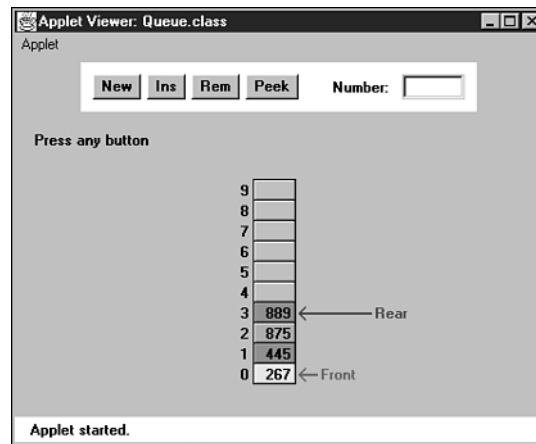 Applet Viewer: Queue.class
Applet
New Ins Rem Peek Number:
Press any button
9
8
7
6
5
4
3 889 Rear
2 875
1 445
0 267 Front
Applet started.